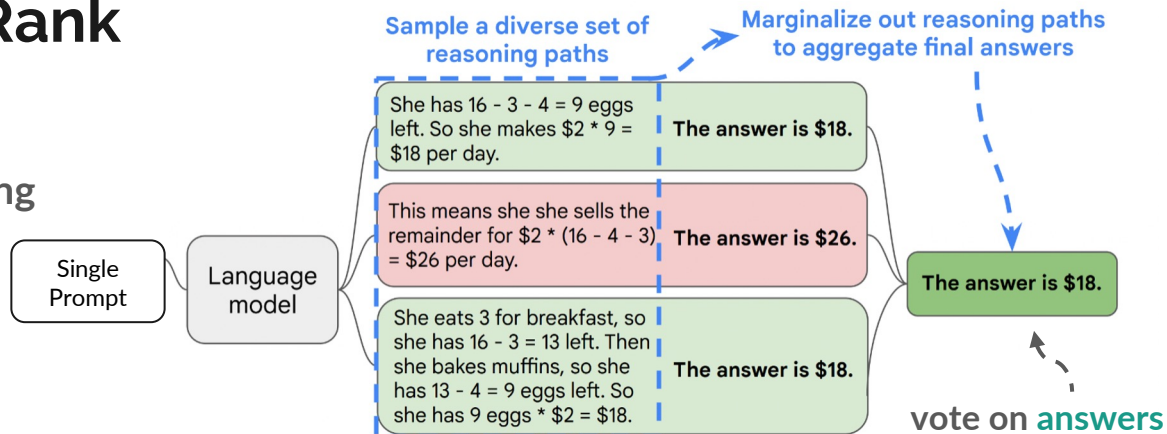 Rank
Sample a diverse set of
reasoning paths
Marginalize out reasoning paths
to aggregate final answers
She has 16 - 3 - 4 = 9 eggs
left. So she makes $2 * 9 =
$18 per day.
The answer is $18.
ng
This means she she sells the
remainder for $2 * (16 - 4 - 3)
= $26 per day.
The answer is $26.
Single
Prompt
Language
model
The answer is $18.
She eats 3 for breakfast, so
she has 16 - 3 = 13 left. Then
she bakes muffins, so she
has 13 - 4 = 9 eggs left. So
she has 9 eggs * $2 = $18.
The answer is $18.
vote on answers